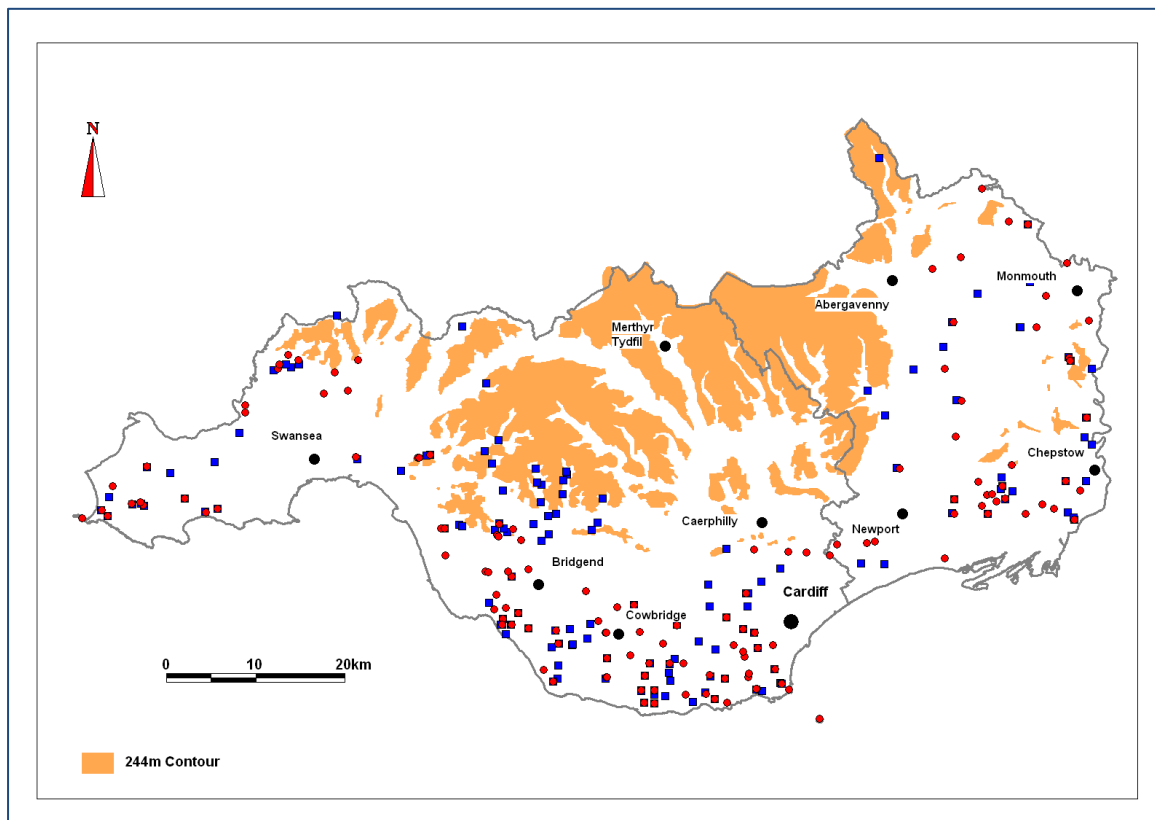 N
Monmouth
Abergavenny
Merthyr
Tydfil
Swansea
Chepstow
Caerphilly
Newport
Bridgend
Cardiff
Cowbridge
0 10 20km
244m Contour